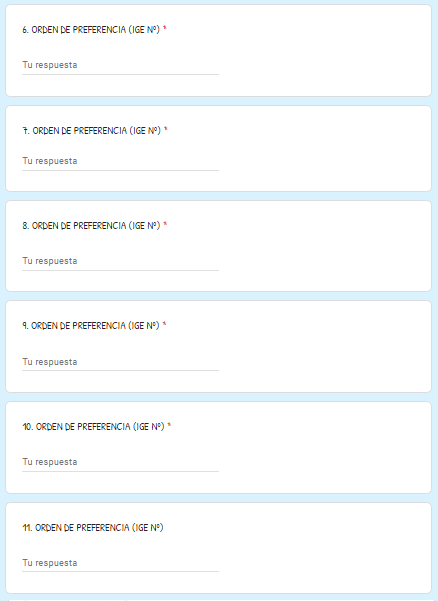 6. ORDEN DE PREFERENCIA (IGE Nº) *
Tu respuesta
7. ORDEN DE PREFERENCIA (IGE Nº) *
Tu respuesta
8. ORDEN DE PREFERENCIA (IGE Nº) *
Tu respuesta
9. ORDEN DE PREFERENCIA (IGE Nº) *
Tu respuesta
10. ORDEN DE PREFERENCIA (IGE Nº) *
Tu respuesta
11. ORDEN DE PREFERENCIA (IGE Nº)
Tu respuesta